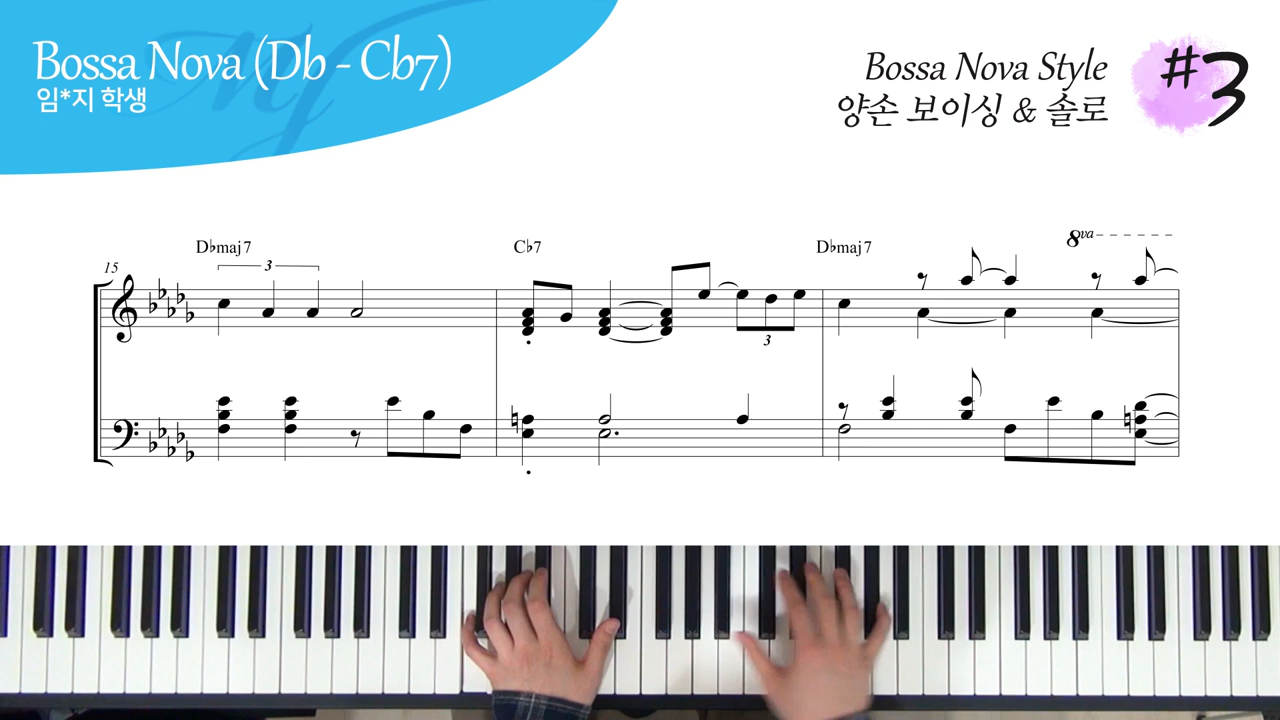 Bossa Nova (Db - Cb7)
임*지 학생
Bossa Nova Style
양손 보이싱 & 솔로
#3
D♭maj7
C♭7
D♭maj7
8va
15
3
3